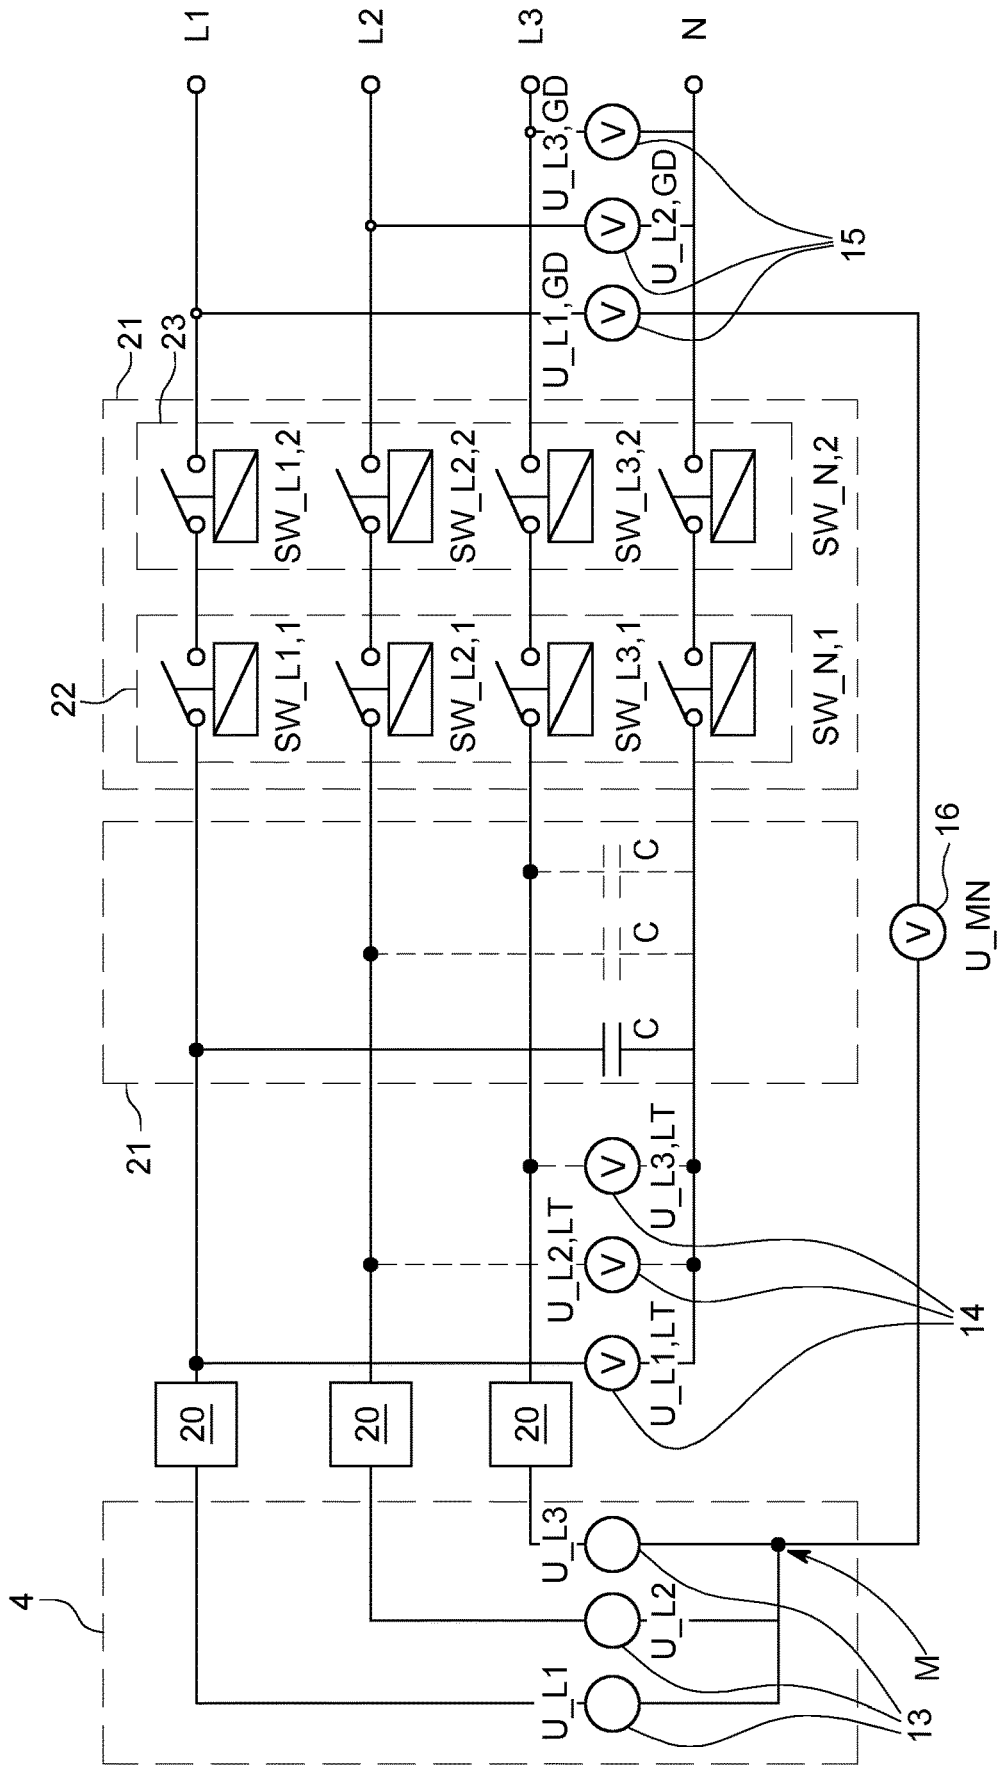 4
U_L1
U_L2
U_L3
M
13
20
20
20
U_L1,LT
U_L2,LT
U_L3,LT
V
V
V
14
21
C
C
C
V
16
U_MN
22
21
23
SW_L1,1
SW_L2,1
SW_L3,1
SW_N,1
SW_L1,2
SW_L2,2
SW_L3,2
SW_N,2
U_L1,GD
U_L2,GD
U_L3,GD
V
V
V
15
L1
L2
L3
N